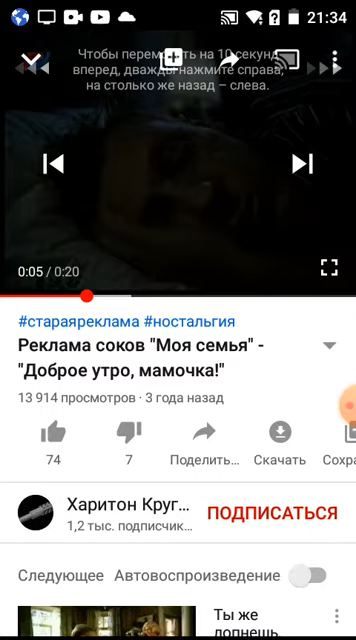 21:34
Чтобы переместить на 10 секунд
вперед, дважды нажмите справа,
на столько же назад – слева.
0:05 / 0:20
#стараяреклама #ностальгия
Реклама соков "Моя семья" -
"Доброе утро, мамочка!"
13 914 просмотров · 3 года назад
74 7 Поделить... Скачать Сохра
Харитон Круг...
1,2 тыс. подписчик...
ПОДПИСАТЬСЯ
Следующее Автовоспроизведение
Ты же
лопнешь